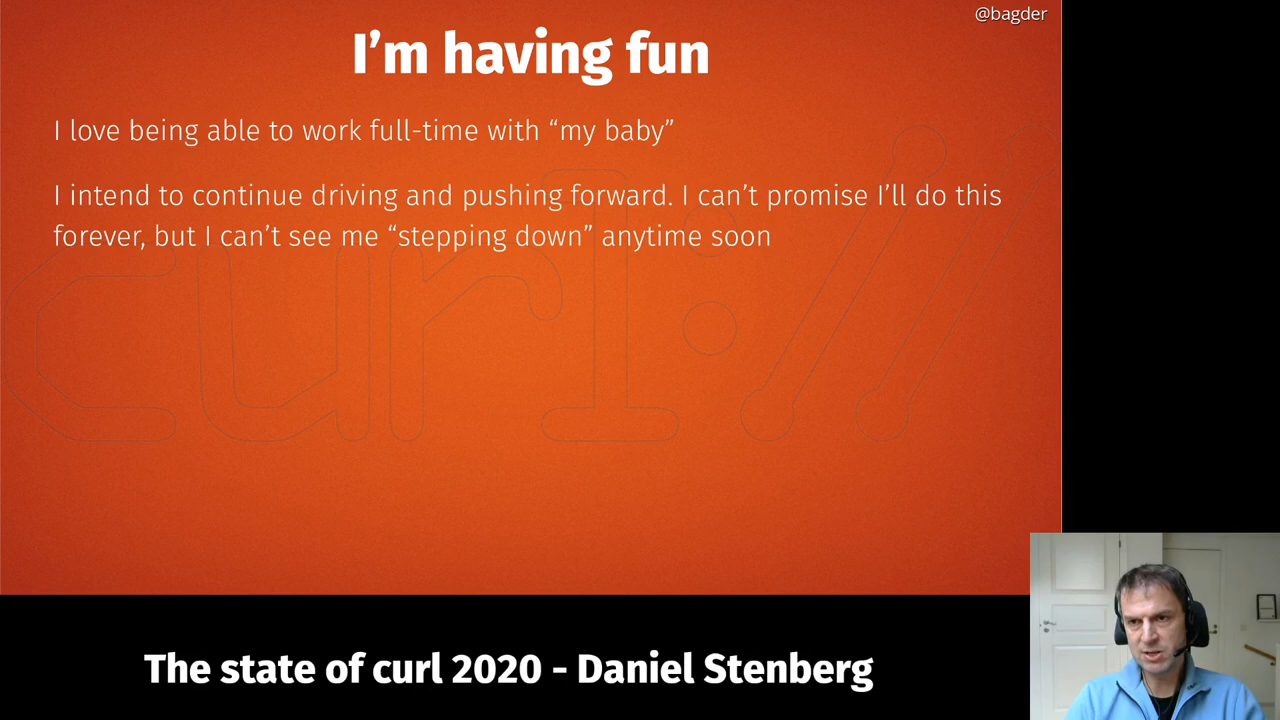 @bagder
I’m having fun
I love being able to work full-time with “my baby”
I intend to continue driving and pushing forward. I can’t promise I’ll do this
forever, but I can’t see me “stepping down” anytime soon
curl://
The state of curl 2020 - Daniel Stenberg